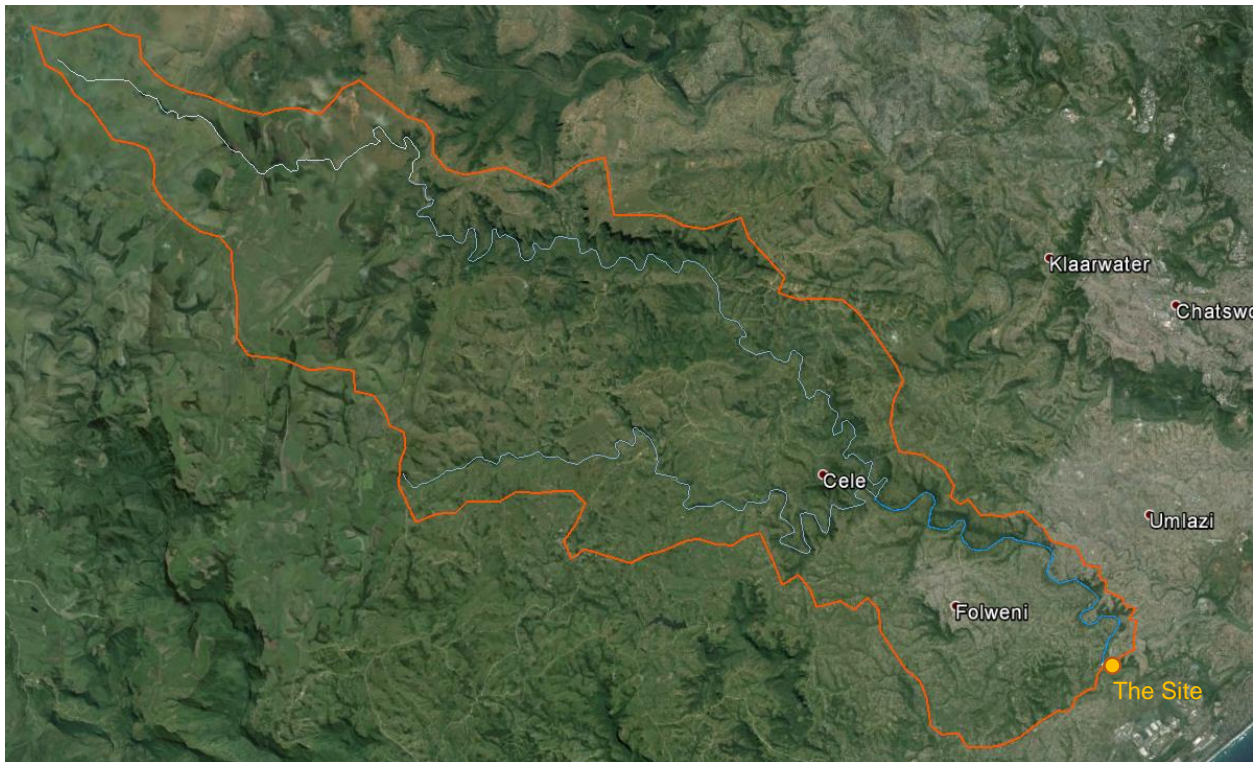 Klaarwater
Chatswo
Cele
Umlazi
Folweni
The Site